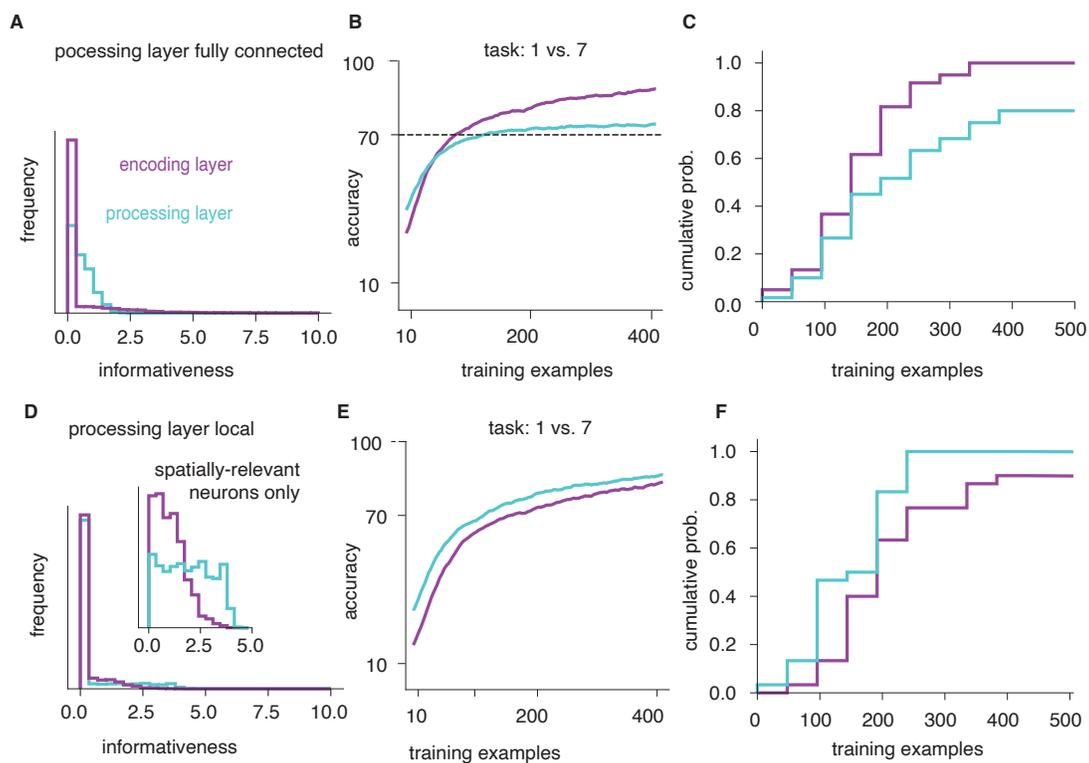 A
pocessing layer fully connected
frequency
encoding layer
processing layer
0.0 2.5 5.0 7.5 10.0
informativeness
B
task: 1 vs. 7
100
70
10
accuracy
10 200 400
training examples
C
1.0
0.8
0.6
0.4
0.2
0.0
cumulative prob.
0 100 200 300 400 500
training examples
D
processing layer local
spatially-relevant
neurons only
frequency
0.0 2.5 5.0
0.0 2.5 5.0 7.5 10.0
informativeness
E
task: 1 vs. 7
100
70
10
accuracy
10 200 400
training examples
F
1.0
0.8
0.6
0.4
0.2
0.0
cumulative prob.
0 100 200 300 400 500
training examples